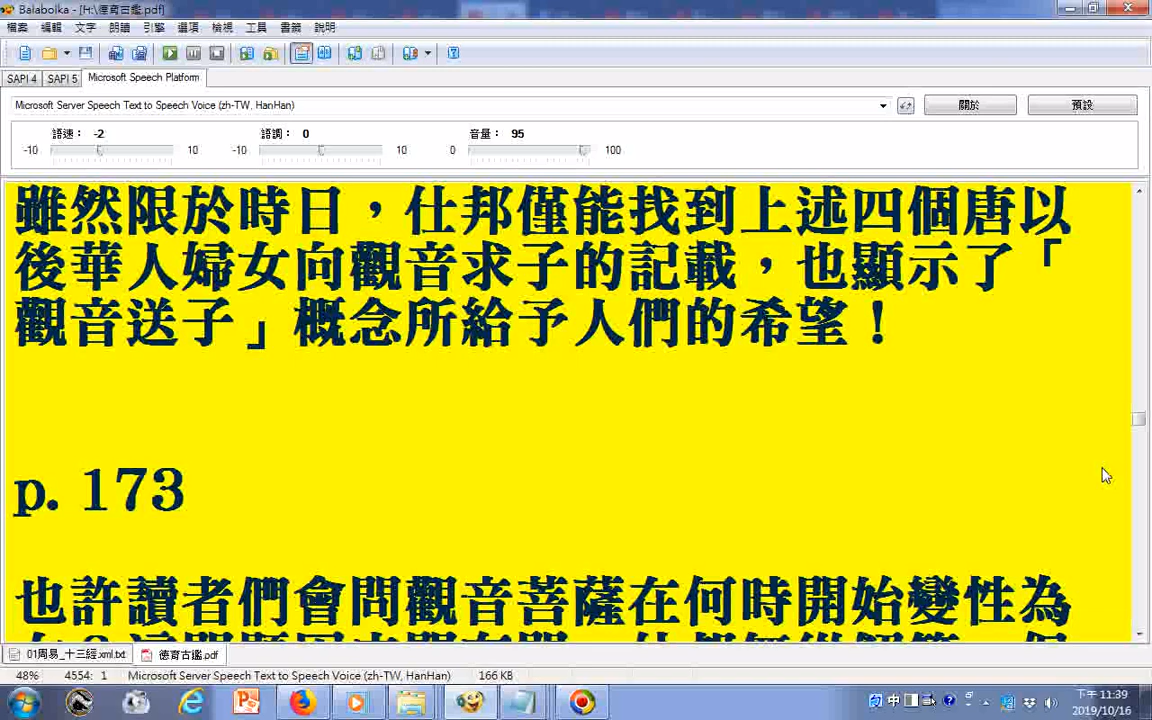 Balabolka - [H:\德育古鑑.pdf]
檔案 編輯 文字 朗讀 引擎 選項 檢視 工具 書籤 說明
SAPI 4 SAPI 5 Microsoft Speech Platform
Microsoft Server Speech Text to Speech Voice (zh-TW, HanHan) 關於 預設
語速： -2 語調： 0 音量： 95
-10 10 -10 10 0 100
雖然限於時日，仕邦僅能找到上述四個唐以
後華人婦女向觀音求子的記載，也顯示了「
觀音送子」概念所給予人們的希望！
p. 173
也許讀者們會問觀音菩薩在何時開始變性為
01周易_十三經.xml.txt 德育古鑑.pdf
48% 4554: 1 Microsoft Server Speech Text to Speech Voice (zh-TW, HanHan) 166 KB
中
下午 11:39
2019/10/16